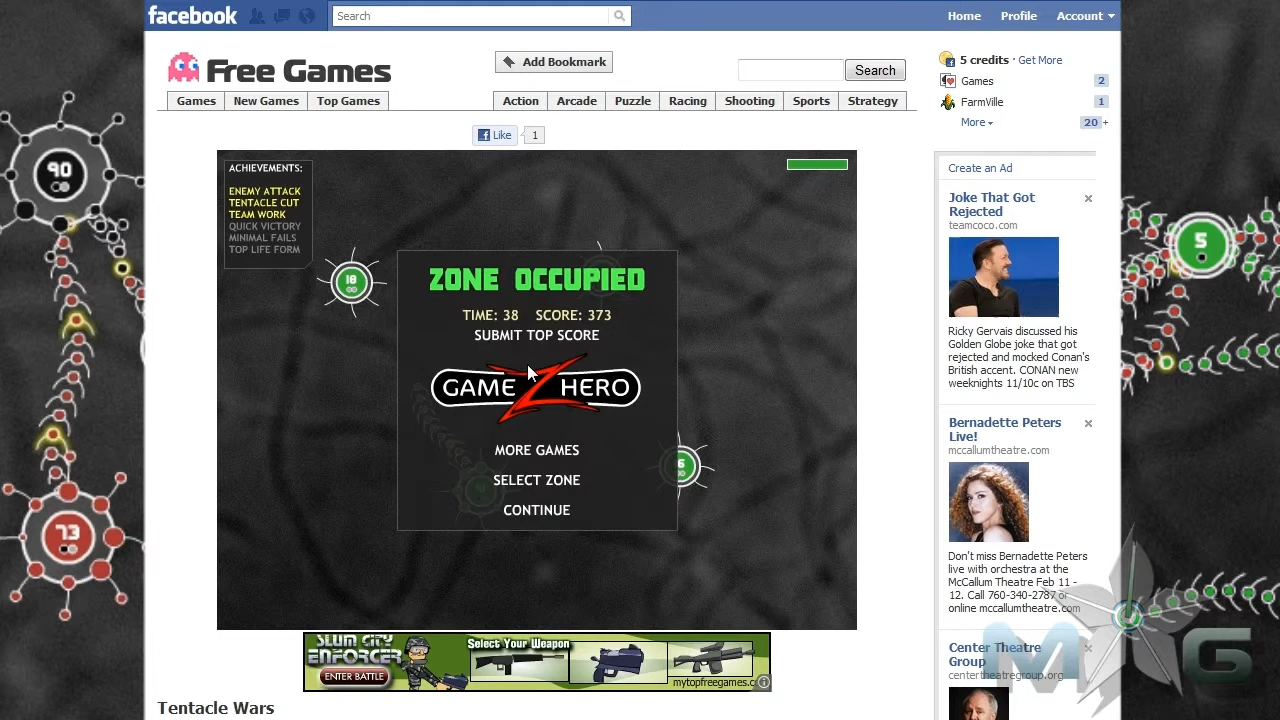 facebook
Search
Home
Profile
Account
Free Games
Add Bookmark
Search
Games
New Games
Top Games
Action
Arcade
Puzzle
Racing
Shooting
Sports
Strategy
Like
1
5 credits · Get More
Games
2
FarmVille
1
More
20 +
Create an Ad
Joke That Got
Rejected
teamcoco.com
Ricky Gervais discussed his
Golden Globe joke that got
rejected and mocked Conan's
British accent. CONAN new
weeknights 11/10c on TBS
Bernadette Peters
Live!
mccallumtheatre.com
Don't miss Bernadette Peters
live with orchestra at the
McCallum Theatre Feb 11 -
12. Call 760-340-2787 or
online mccallumtheatre.com
Center Theatre
Group
centertheatregroup.org
ACHIEVEMENTS:
ENEMY ATTACK
TENTACLE CUT
TEAM WORK
QUICK VICTORY
MINIMAL FAILS
TOP LIFE FORM
18
ZONE OCCUPIED
TIME: 38 SCORE: 373
SUBMIT TOP SCORE
GAME Z HERO
MORE GAMES
SELECT ZONE
CONTINUE
6
90
73
5
SLUM CITY
ENFORCER
ENTER BATTLE
Select Your Weapon
Tentacle Wars
M G